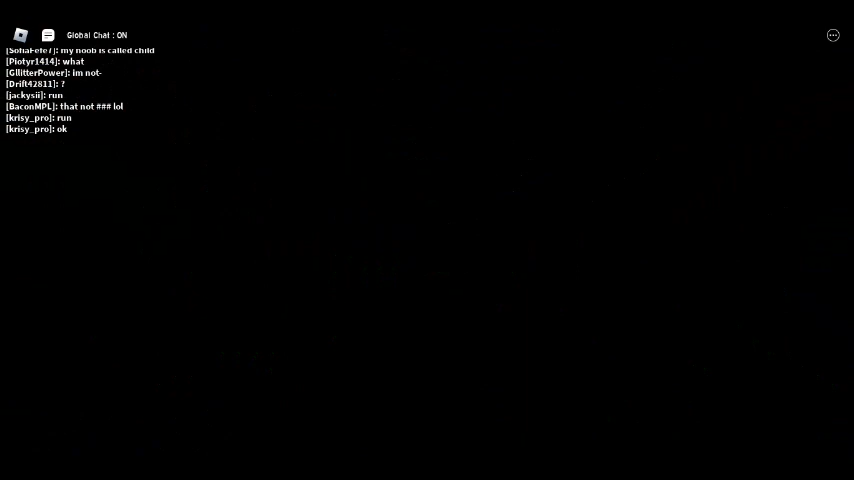 Global Chat : ON
[SofiaFefe7]: my noob is called child
[Piotyr1414]: what
[GllitterPower]: im not-
[Drift42811]: ?
[jackysii]: run
[BaconMPL]: that not ### lol
[krisy_pro]: run
[krisy_pro]: ok